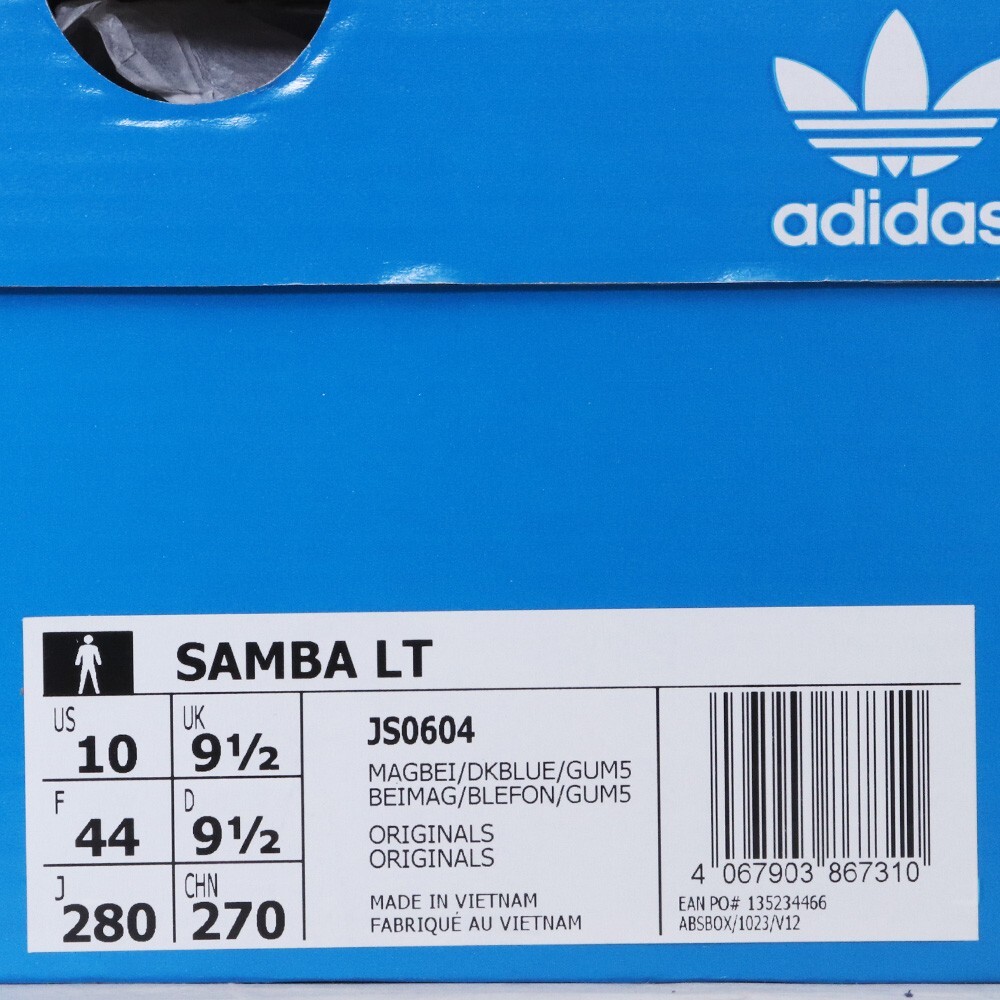 adidas
SAMBA LT
US 10
UK 9½
F 44
D 9½
J 280
CHN 270
JS0604
MAGBEI/DKBLUE/GUM5
BEIMAG/BLEFON/GUM5
ORIGINALS
ORIGINALS
MADE IN VIETNAM
FABRIQUÉ AU VIETNAM
4 067903 867310
EAN PO# 135234466
ABSBOX/1023/V12